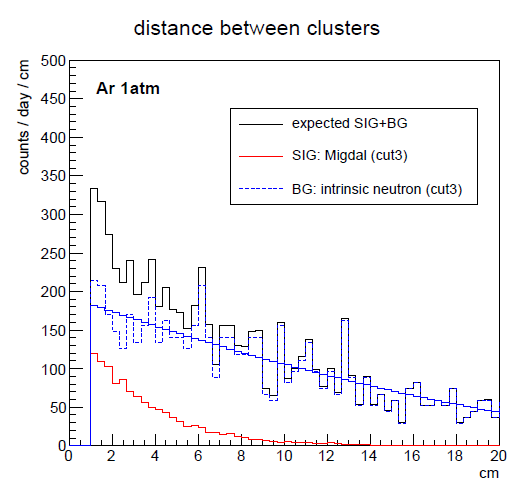 distance between clusters
counts / day / cm
500
450
400
350
300
250
200
150
100
50
0
Ar 1atm
expected SIG+BG
SIG: Migdal (cut3)
BG: intrinsic neutron (cut3)
0 2 4 6 8 10 12 14 16 18 20
cm